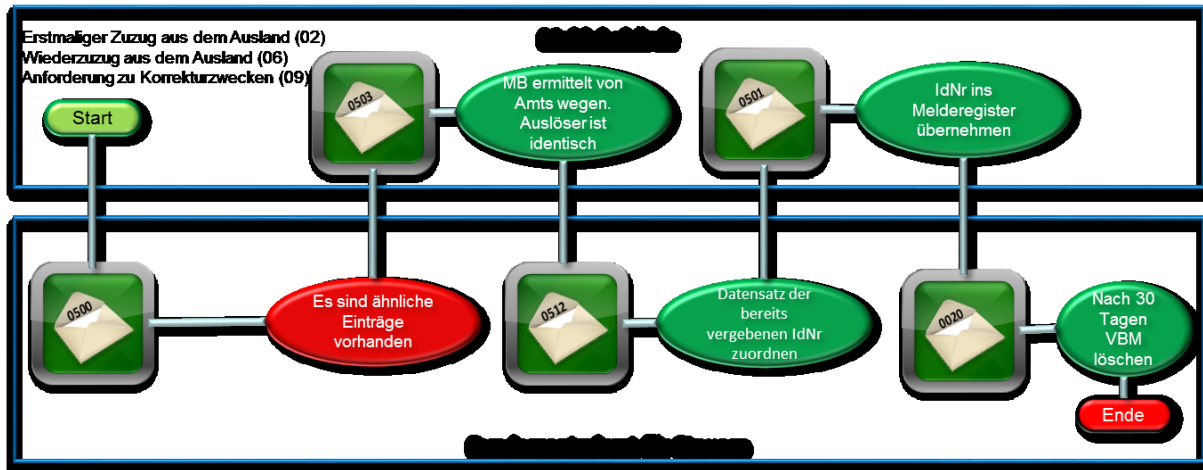 Erstmaliger Zuzug aus dem Ausland (02)
Wiederzuzug aus dem Ausland (06)
Anforderung zu Korrekturzwecken (09)
Start
0503
MB ermittelt von
Amts wegen.
Auslöser ist
identisch
0501
IdNr ins
Melderegister
übernehmen
0500
Es sind ähnliche
Einträge
vorhanden
0512
Datensatz der
bereits
vergebenen IdNr
zuordnen
0020
Nach 30
Tagen
VBM
löschen
Ende